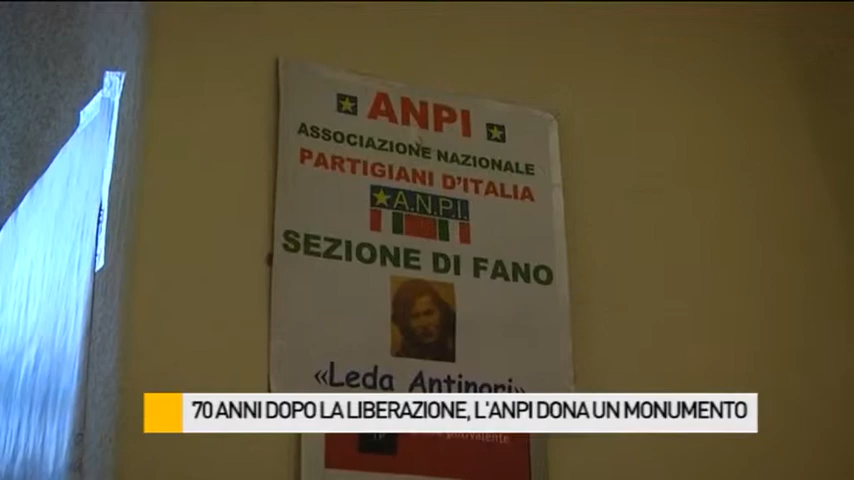 ANPI
ASSOCIAZIONE NAZIONALE
PARTIGIANI D'ITALIA
A.N.P.I.
SEZIONE DI FANO
«Leda Antinori»
70 ANNI DOPO LA LIBERAZIONE, L'ANPI DONA UN MONUMENTO